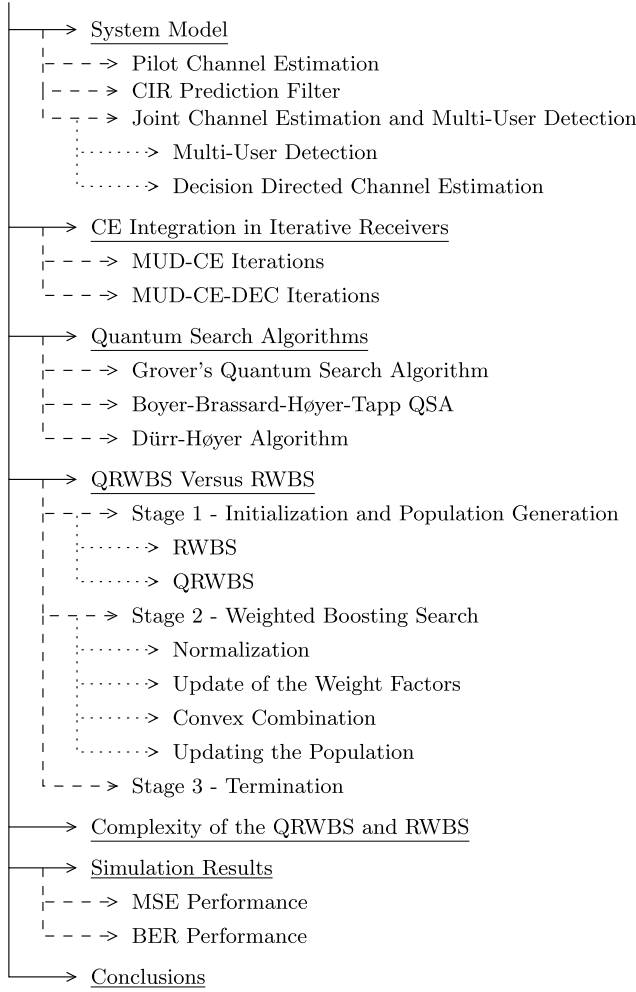 System Model
Pilot Channel Estimation
CIR Prediction Filter
Joint Channel Estimation and Multi-User Detection
Multi-User Detection
Decision Directed Channel Estimation
CE Integration in Iterative Receivers
MUD-CE Iterations
MUD-CE-DEC Iterations
Quantum Search Algorithms
Grover's Quantum Search Algorithm
Boyer-Brassard-Høyer-Tapp QSA
Dürr-Høyer Algorithm
QRWBS Versus RWBS
Stage 1 - Initialization and Population Generation
RWBS
QRWBS
Stage 2 - Weighted Boosting Search
Normalization
Update of the Weight Factors
Convex Combination
Updating the Population
Stage 3 - Termination
Complexity of the QRWBS and RWBS
Simulation Results
MSE Performance
BER Performance
Conclusions